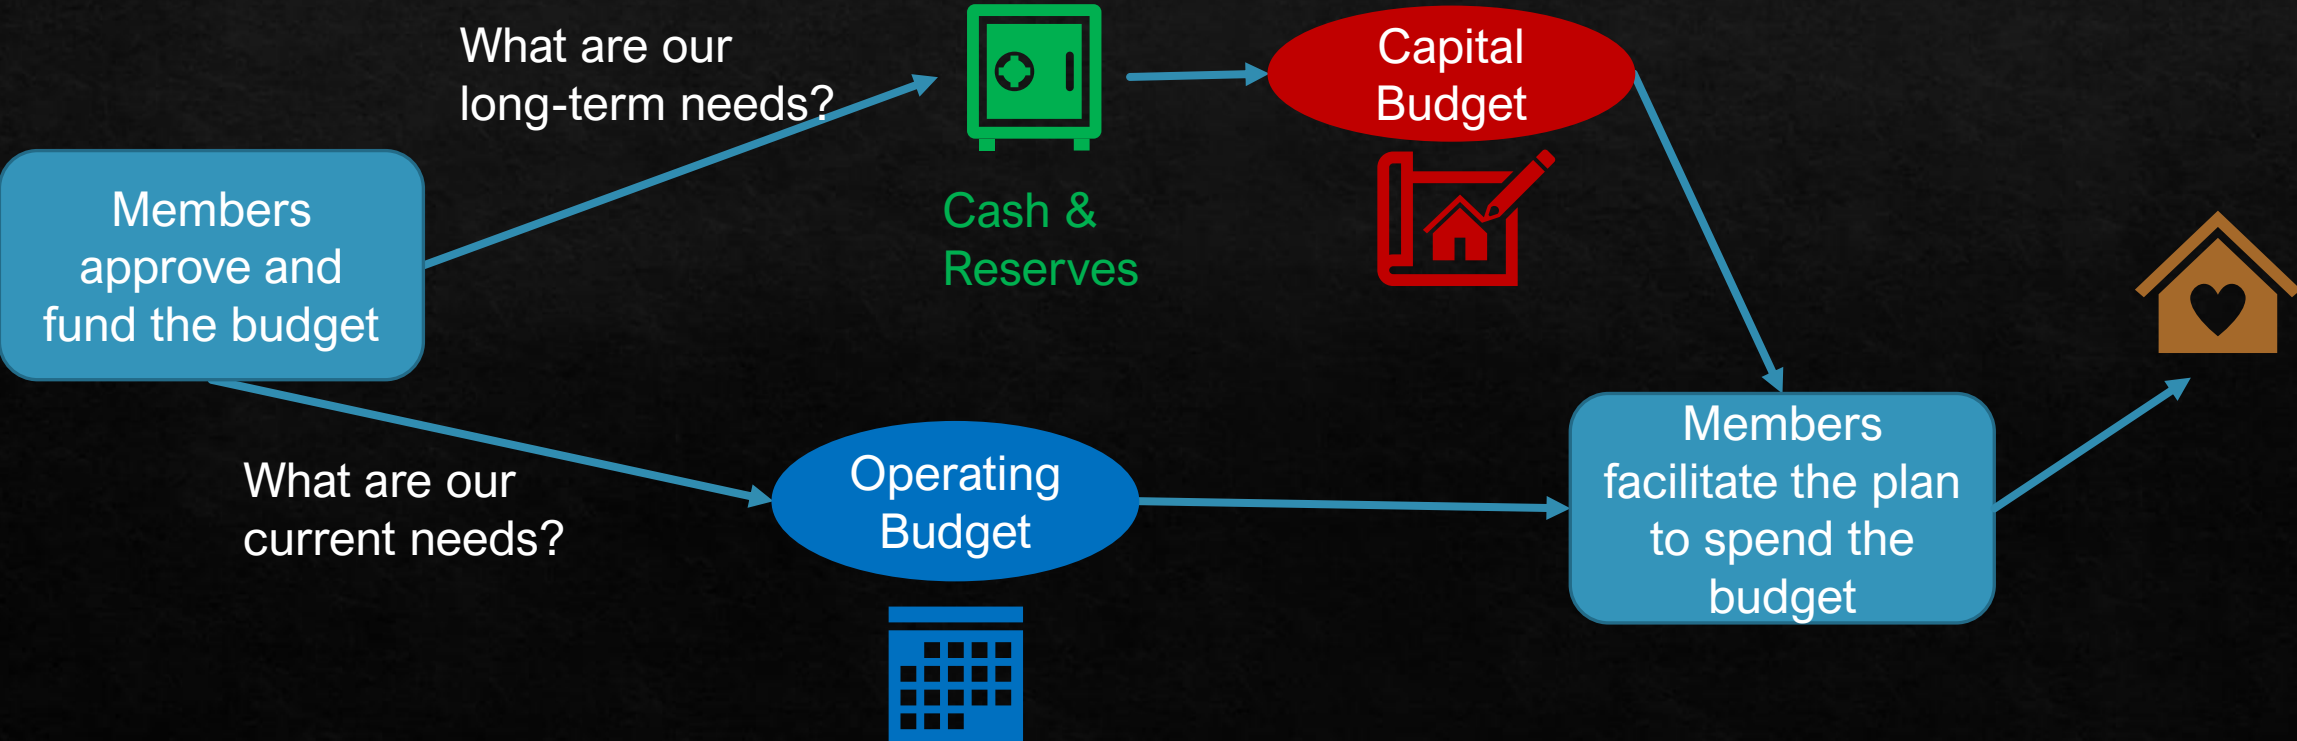 What are our
long-term needs?
Capital
Budget
Members
approve and
fund the budget
Cash &
Reserves
What are our
current needs?
Operating
Budget
Members
facilitate the plan
to spend the
budget